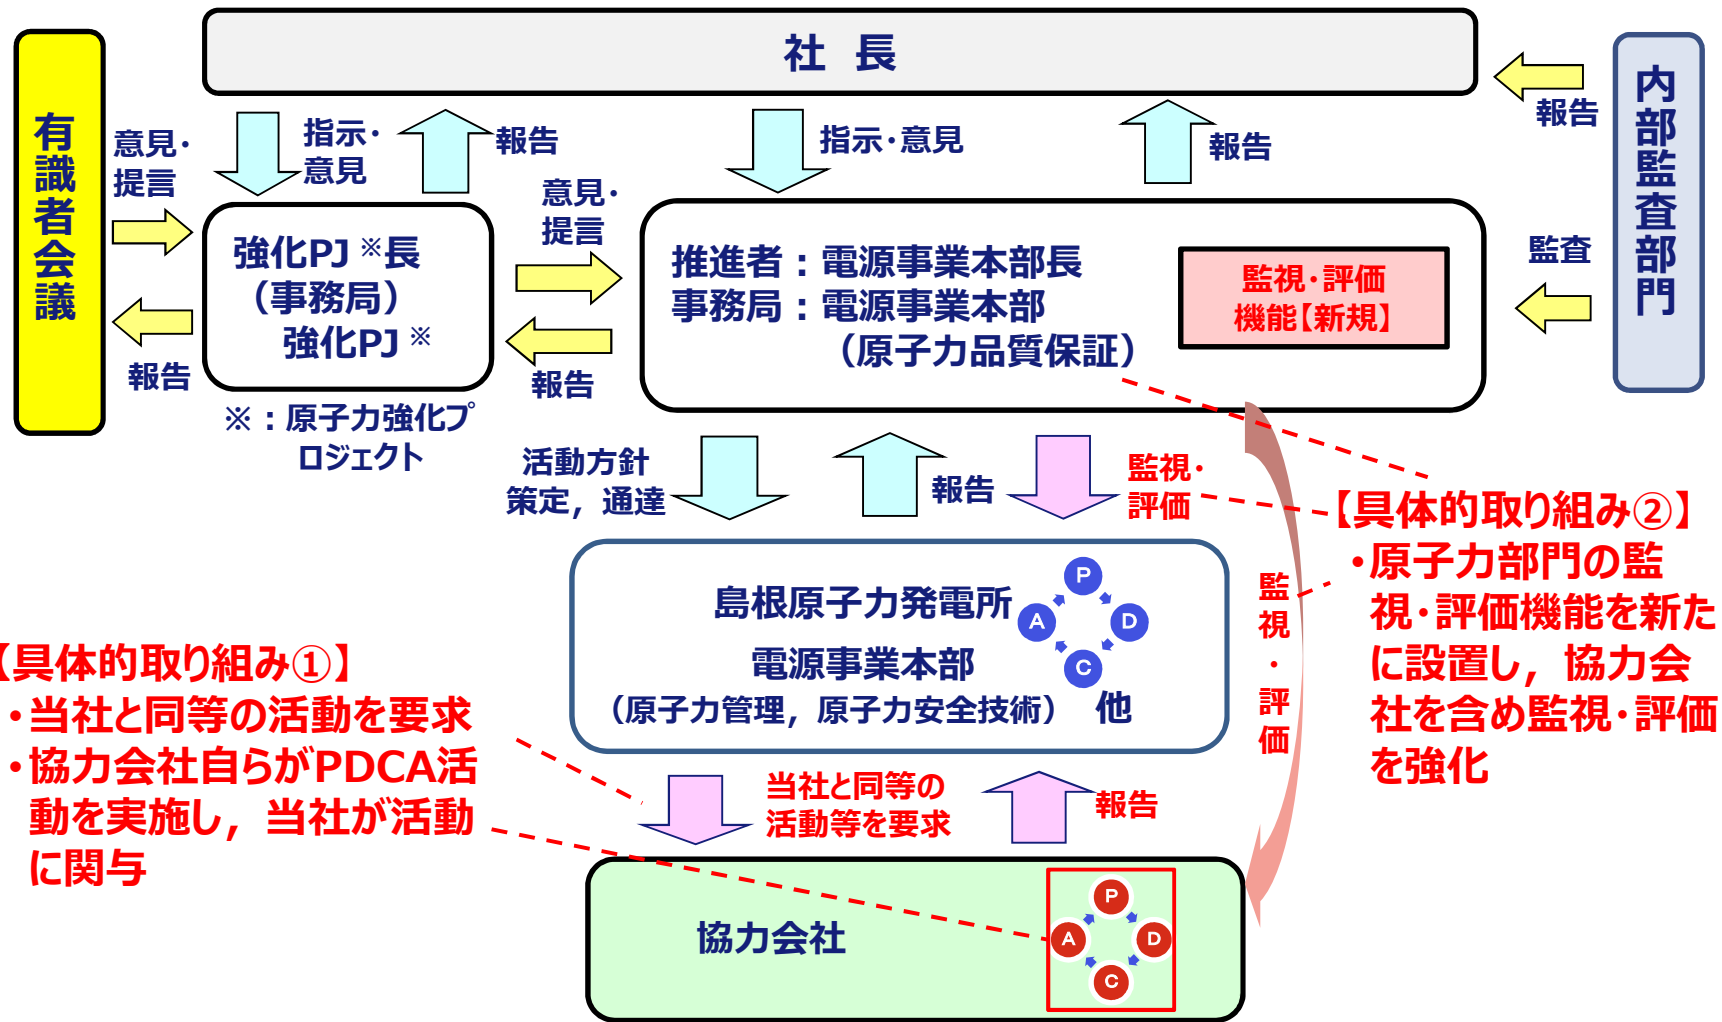 社 長
有識者会議
内部監査部門
意見・
提言
指示・
意見
報告
指示・意見
報告
報告
意見・
提言
強化PJ※長
（事務局）
強化PJ※
推進者：電源事業本部長
事務局：電源事業本部
（原子力品質保証）
監視・評価
機能【新規】
監査
報告
報告
※：原子力強化プ
ロジェクト
活動方針
策定，通達
報告
監視・
評価
【具体的取り組み②】
・原子力部門の監
視・評価機能を新た
に設置し，協力会
社を含め監視・評価
を強化
監視・評価
島根原子力発電所
電源事業本部
（原子力管理，原子力安全技術） 他
P
A
D
C
【具体的取り組み①】
・当社と同等の活動を要求
・協力会社自らがPDCA活
動を実施し，当社が活動
に関与
当社と同等の
活動等を要求
報告
協力会社
P
A
D
C